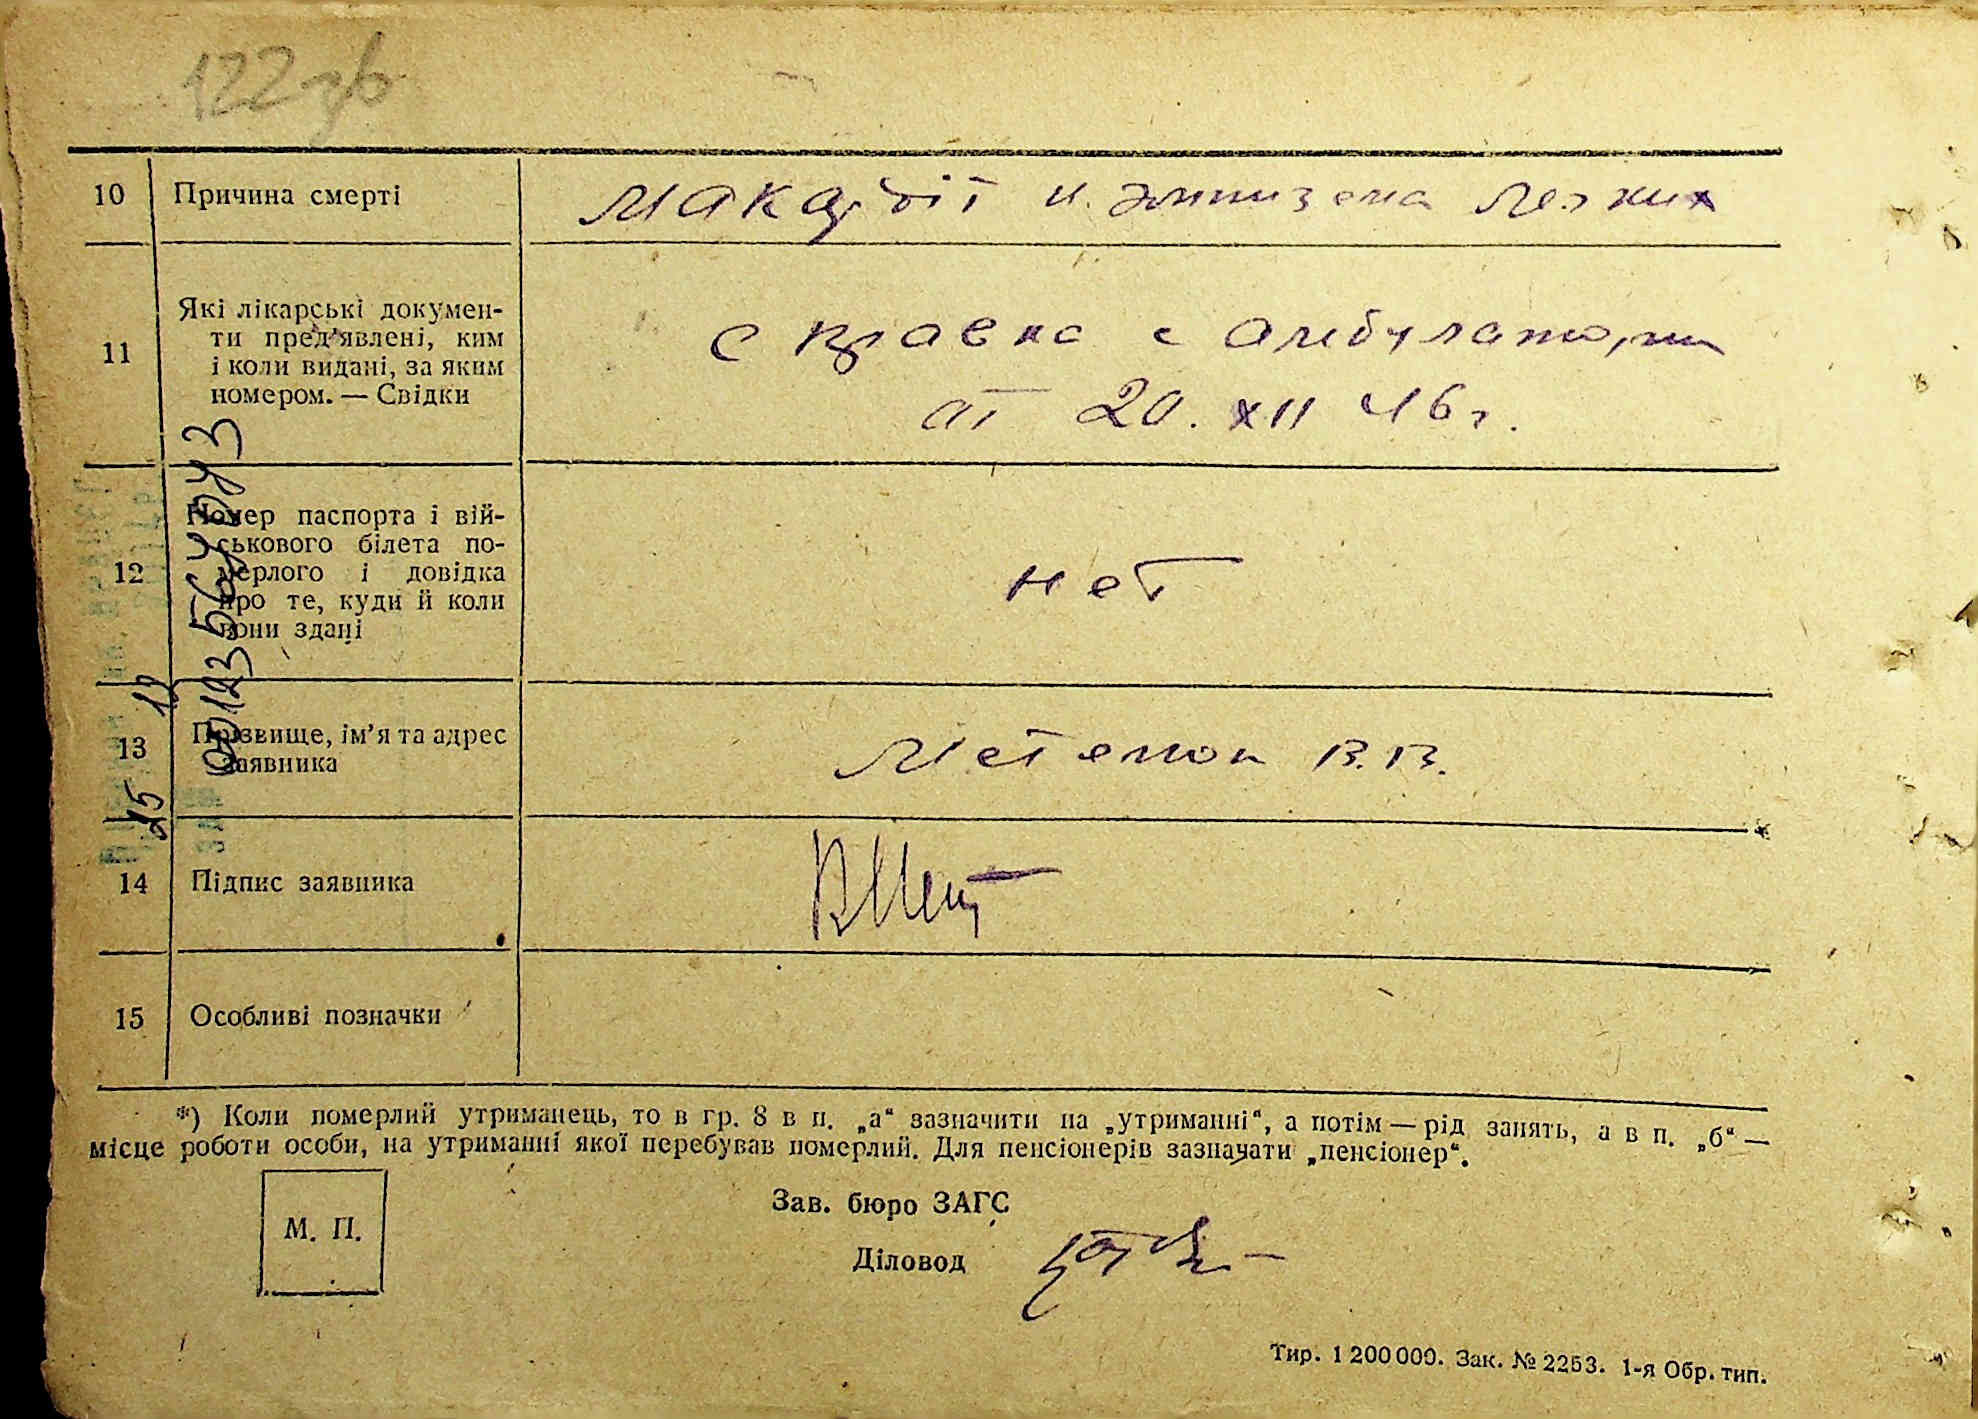 122 зв
10 Причина смерті
Макардіт и эмпизема легких
11 Які лікарські докумен-
ти пред'явлені, ким
і коли видані, за яким
номером. — Свідки
справка с амбулатории
от 20. XII 46 г.
12 Номер паспорта і вій-
ськового білета по-
мерлого і довідка
про те, куди й коли
вони здані
нет
13 Прізвище, ім'я та адрес
заявника
В.В.
14 Підпис заявника
15 Особливі позначки
*) Коли померлий утриманець, то в гр. 8 в п. „а“ зазначити на „утриманні“, а потім — рід занять, а в п. „б“ —
місце роботи особи, на утриманні якої перебував померлий. Для пенсіонерів зазначати „пенсіонер“.
М. П.
Зав. бюро ЗАГС
Діловод
Тир. 1 200 000. Зак. № 2253. 1-я Обр. тип.